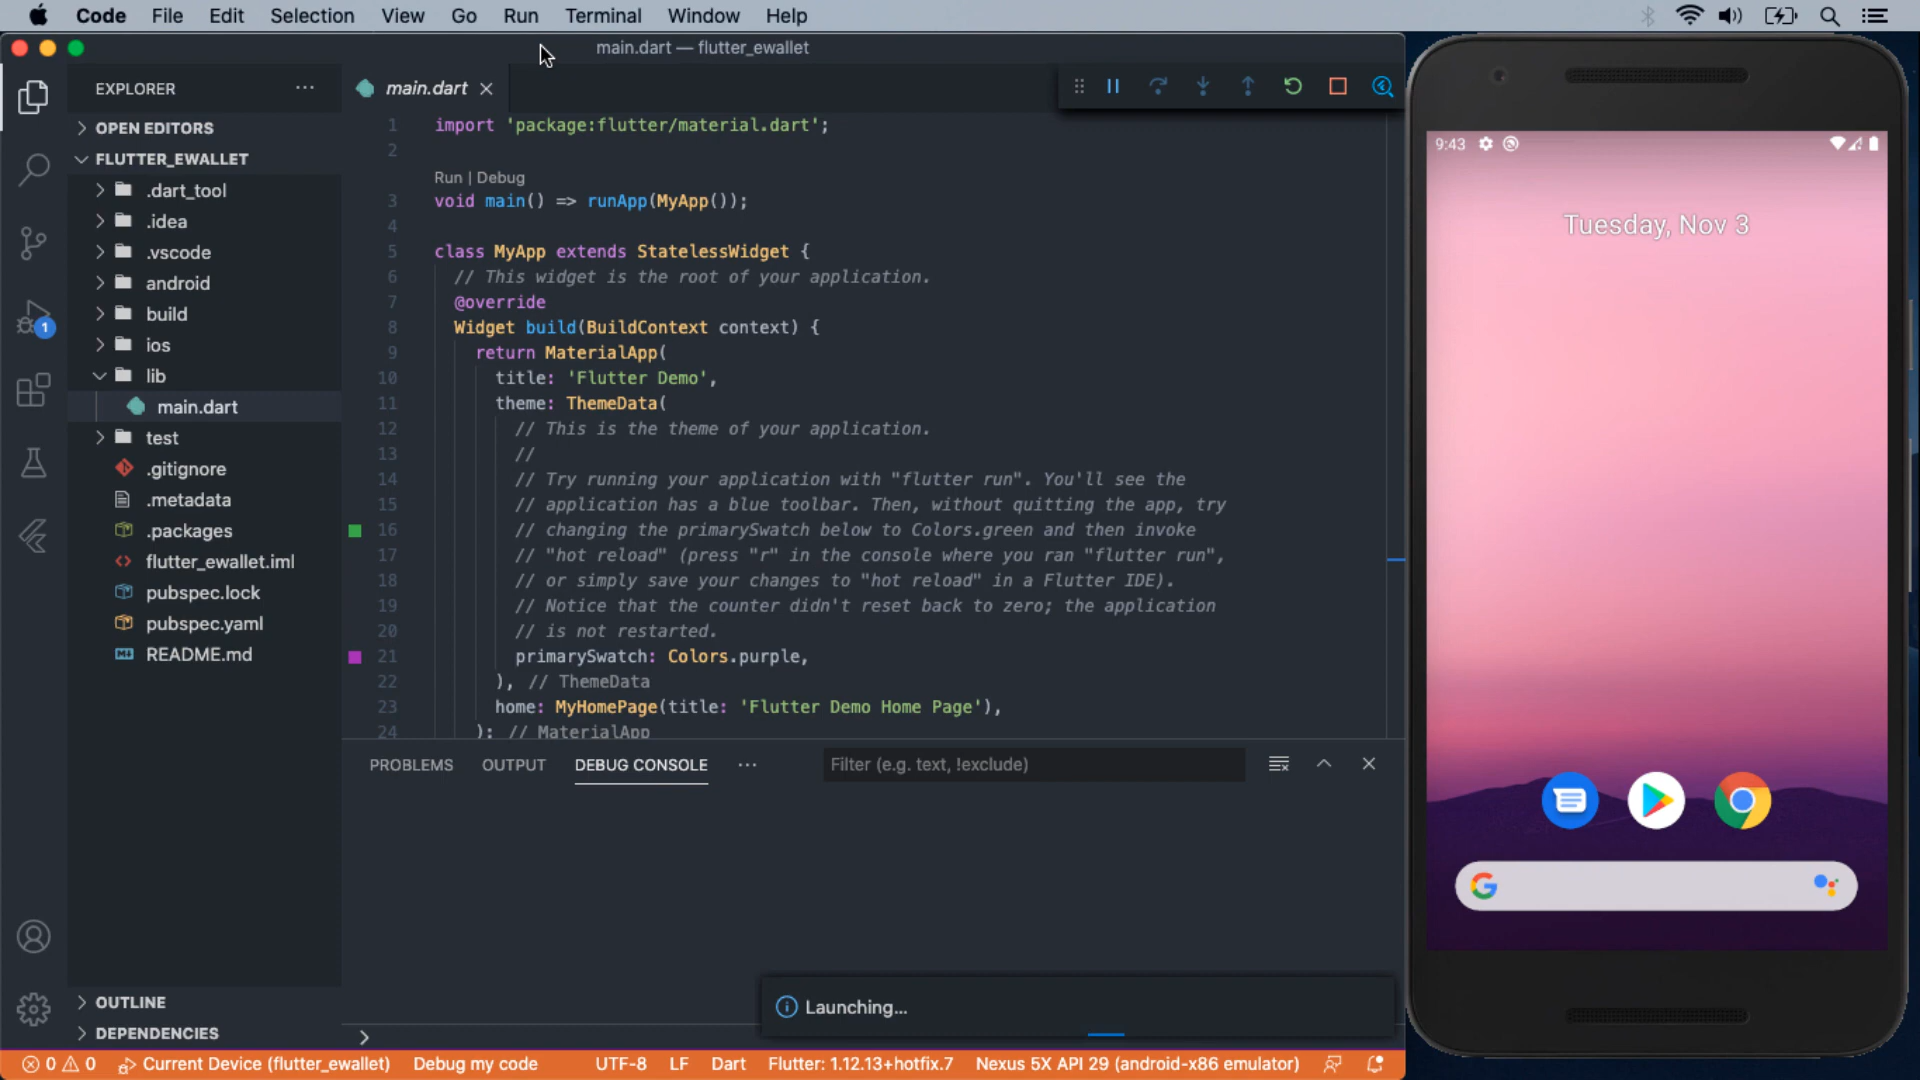 Code File Edit Selection View Go Run Terminal Window Help
main.dart — flutter_ewallet
EXPLORER
OPEN EDITORS
FLUTTER_EWALLET
.dart_tool
.idea
.vscode
android
build
ios
lib
main.dart
test
.gitignore
.metadata
.packages
flutter_ewallet.iml
pubspec.lock
pubspec.yaml
README.md
OUTLINE
DEPENDENCIES
1
main.dart
1 import 'package:flutter/material.dart';
2
Run | Debug
3 void main() => runApp(MyApp());
4
5 class MyApp extends StatelessWidget {
6 // This widget is the root of your application.
7 @override
8 Widget build(BuildContext context) {
9 return MaterialApp(
10 title: 'Flutter Demo',
11 theme: ThemeData(
12 // This is the theme of your application.
13 //
14 // Try running your application with "flutter run". You'll see the
15 // application has a blue toolbar. Then, without quitting the app, try
16 // changing the primarySwatch below to Colors.green and then invoke
17 // "hot reload" (press "r" in the console where you ran "flutter run",
18 // or simply save your changes to "hot reload" in a Flutter IDE).
19 // Notice that the counter didn't reset back to zero; the application
20 // is not restarted.
21 primarySwatch: Colors.purple,
22 ), // ThemeData
23 home: MyHomePage(title: 'Flutter Demo Home Page'),
24 ); // MaterialApp
PROBLEMS OUTPUT DEBUG CONSOLE
Filter (e.g. text, !exclude)
Launching...
0 0 Current Device (flutter_ewallet) Debug my code UTF-8 LF Dart Flutter: 1.12.13+hotfix.7 Nexus 5X API 29 (android-x86 emulator)
9:43
Tuesday, Nov 3